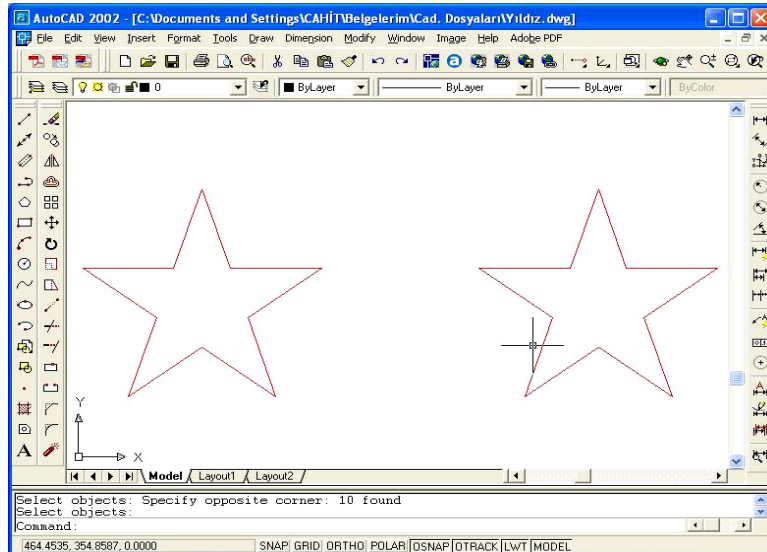 AutoCAD 2002 - [C:\Documents and Settings\CAHİT\Belgelerim\Cad. Dosyaları\Yıldız.dwg]
File Edit View Insert Format Tools Draw Dimension Modify Window Image Help Adobe PDF
0 ByLayer ByLayer ByLayer ByColor
A
Y
X
Model Layout1 Layout2
Select objects: Specify opposite corner: 10 found
Select objects:
Command:
464.4535, 354.8587, 0.0000 SNAP GRID ORTHO POLAR OSNAP OTRACK LWT MODEL